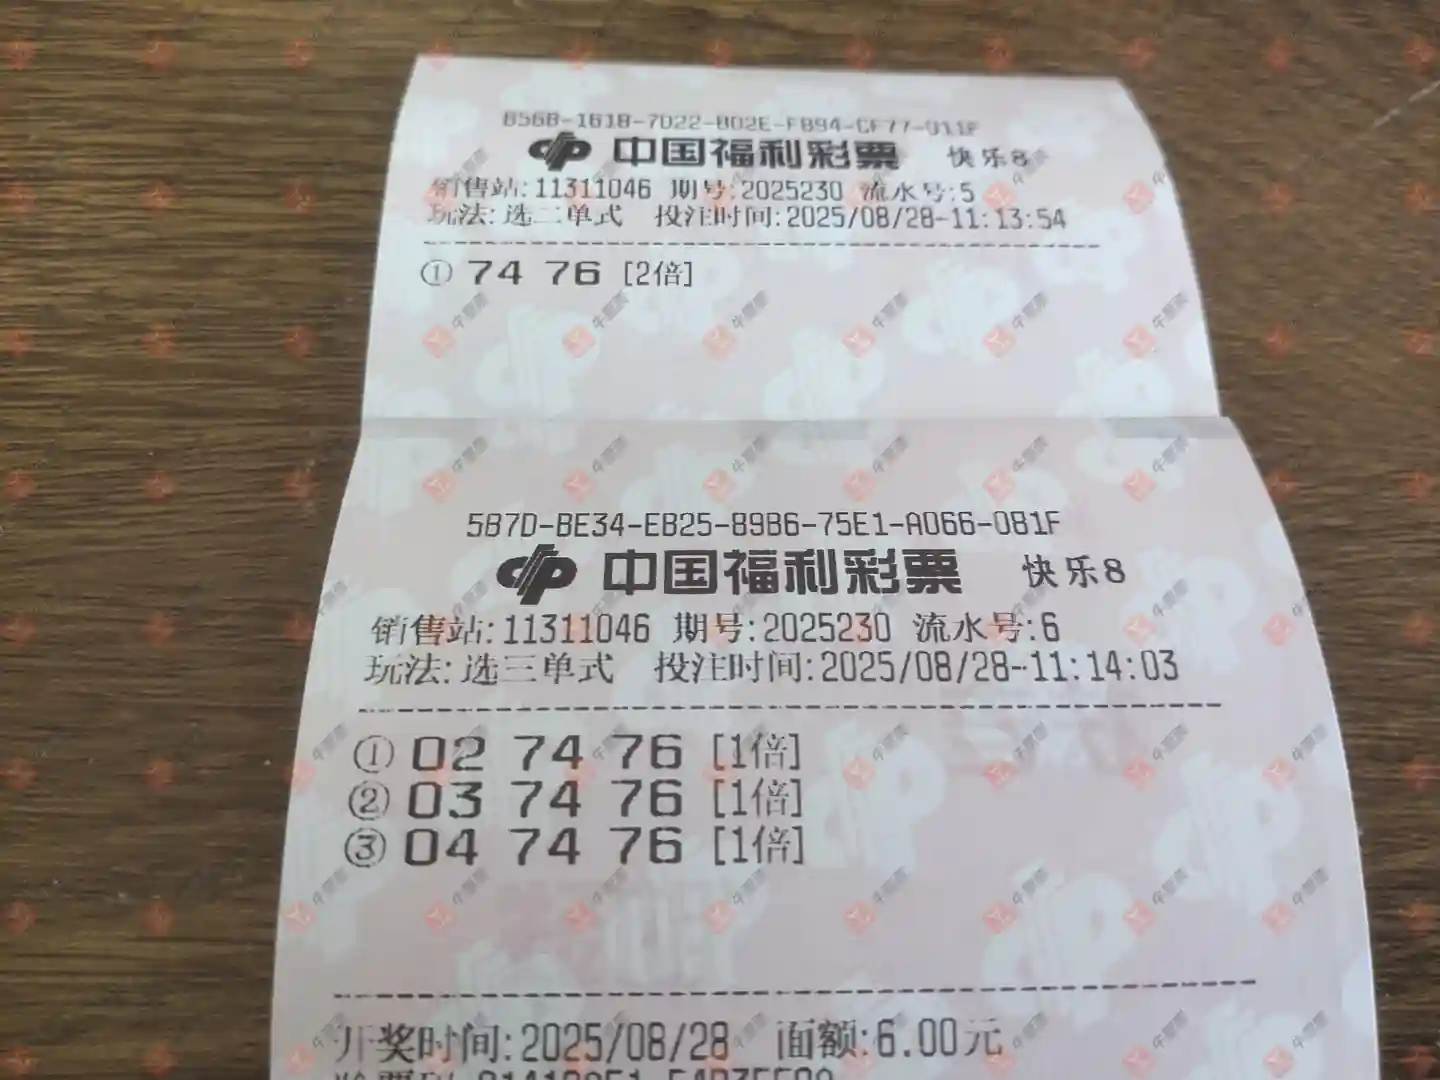 B56B-161B-7D22-B02E-FB94-CF77-011F
中国福利彩票 快乐8
销售站:11311046 期号:2025230 流水号:5
玩法:选二单式 投注时间:2025/08/28-11:13:54
① 74 76 [2倍]
5B7D-BE34-EB25-89B6-75E1-A066-081F
中国福利彩票 快乐8
销售站:11311046 期号:2025230 流水号:6
玩法:选三单式 投注时间:2025/08/28-11:14:03
① 02 74 76 [1倍]
② 03 74 76 [1倍]
③ 04 74 76 [1倍]
开奖时间:2025/08/28 面额:6.00元